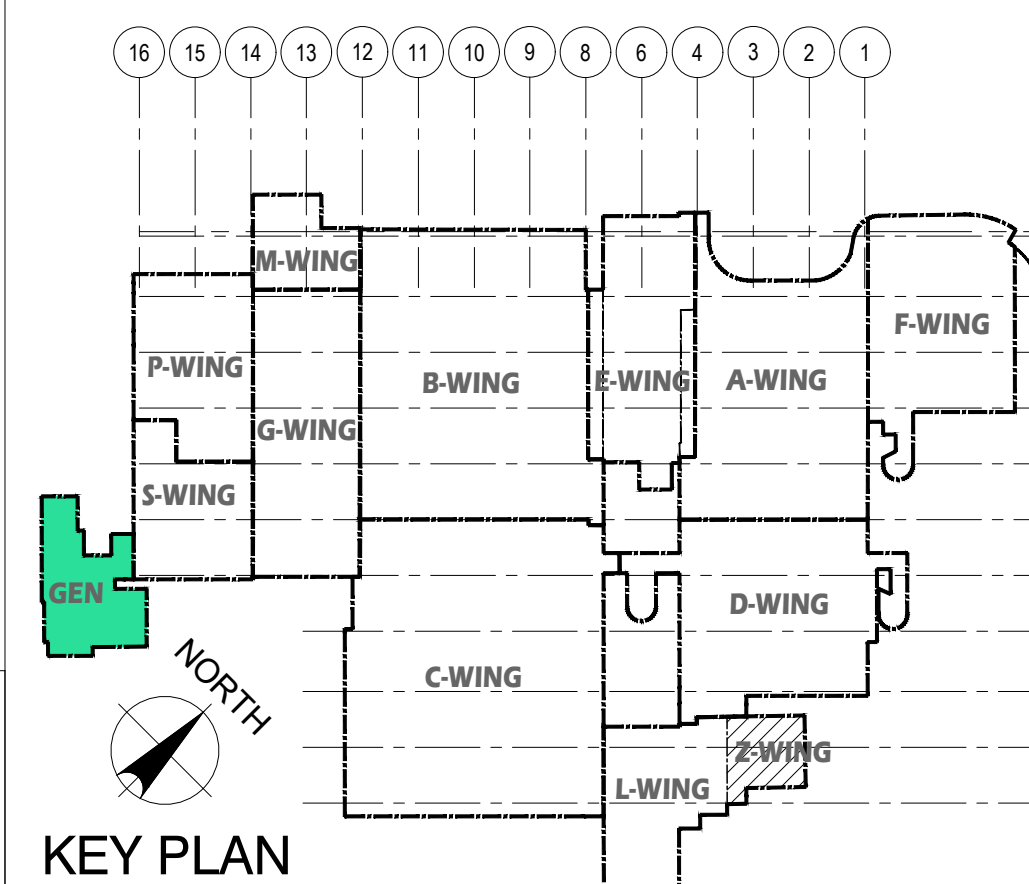 16 15 14 13 12 11 10 9 8 6 4 3 2 1
M-WING
F-WING
P-WING
B-WING
E-WING
A-WING
G-WING
S-WING
GEN
D-WING
NORTH
C-WING
Z-WING
L-WING
KEY PLAN